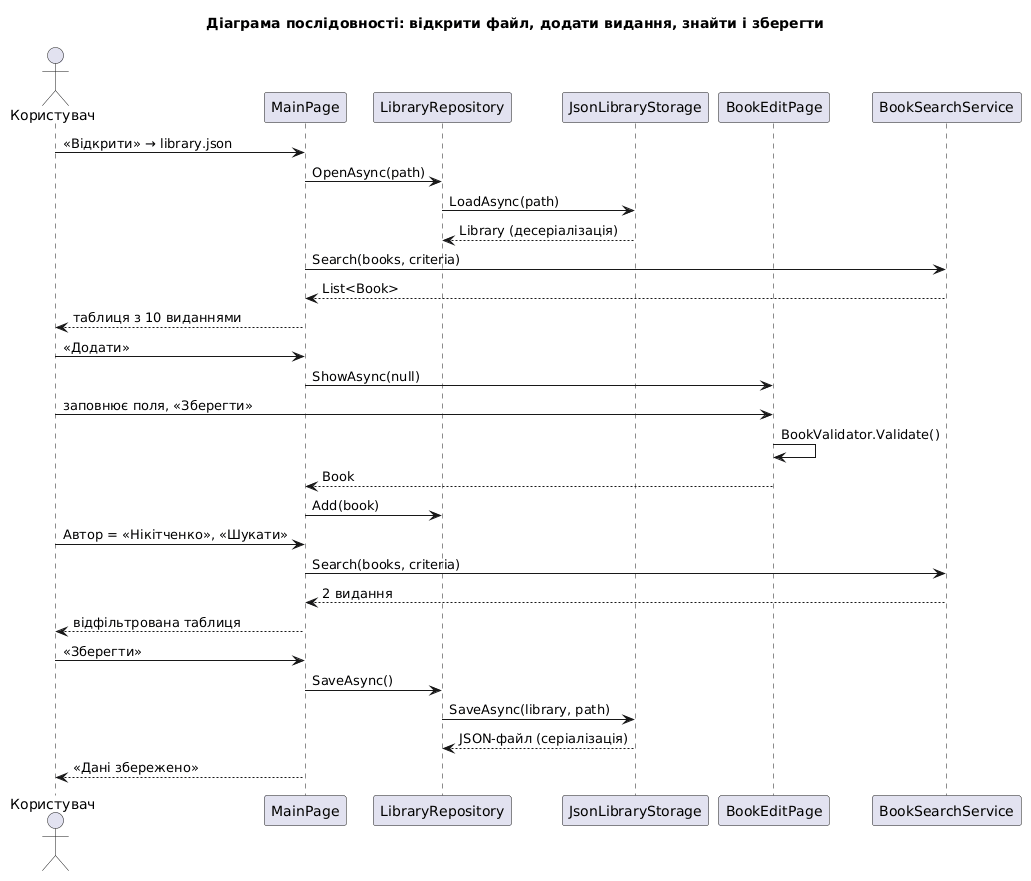 Діаграма послідовності: відкрити файл, додати видання, знайти і зберегти
Користувач
MainPage
LibraryRepository
JsonLibraryStorage
BookEditPage
BookSearchService
«Відкрити» → library.json
OpenAsync(path)
LoadAsync(path)
Library (десеріалізація)
Search(books, criteria)
List<Book>
таблиця з 10 виданнями
«Додати»
ShowAsync(null)
заповнює поля, «Зберегти»
BookValidator.Validate()
Book
Add(book)
Автор = «Нікітченко», «Шукати»
Search(books, criteria)
2 видання
відфільтрована таблиця
«Зберегти»
SaveAsync()
SaveAsync(library, path)
JSON-файл (серіалізація)
«Дані збережено»
Користувач
MainPage
LibraryRepository
JsonLibraryStorage
BookEditPage
BookSearchService